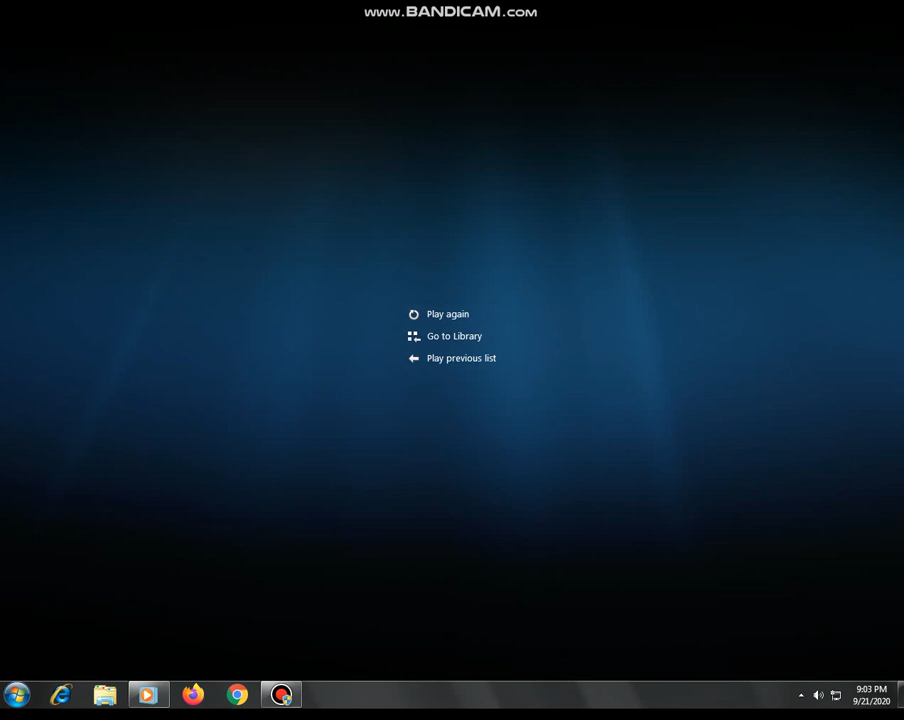 www.BANDICAM.com
Play again
Go to Library
Play previous list
9:03 PM
9/21/2020